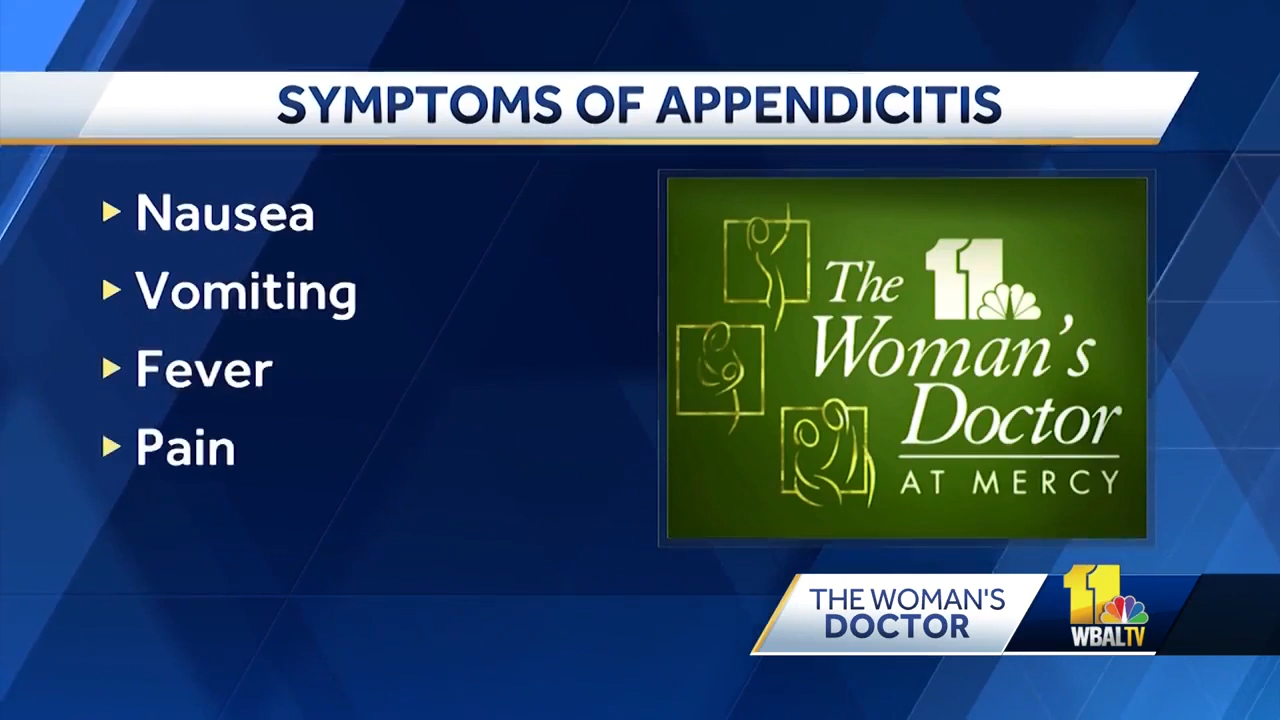 SYMPTOMS OF APPENDICITIS
Nausea
Vomiting
Fever
Pain
The 11
Woman's
Doctor
AT MERCY
THE WOMAN'S
DOCTOR
11
WBALTV